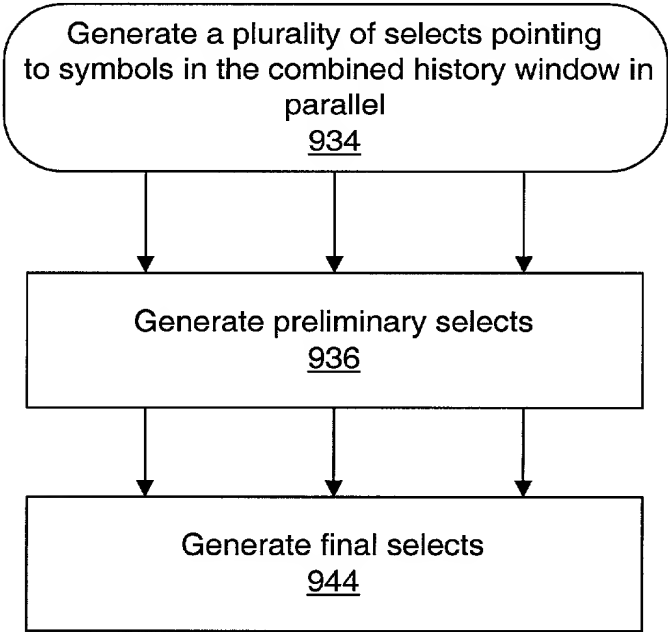 Generate a plurality of selects pointing
to symbols in the combined history window in
parallel
934
Generate preliminary selects
936
Generate final selects
944